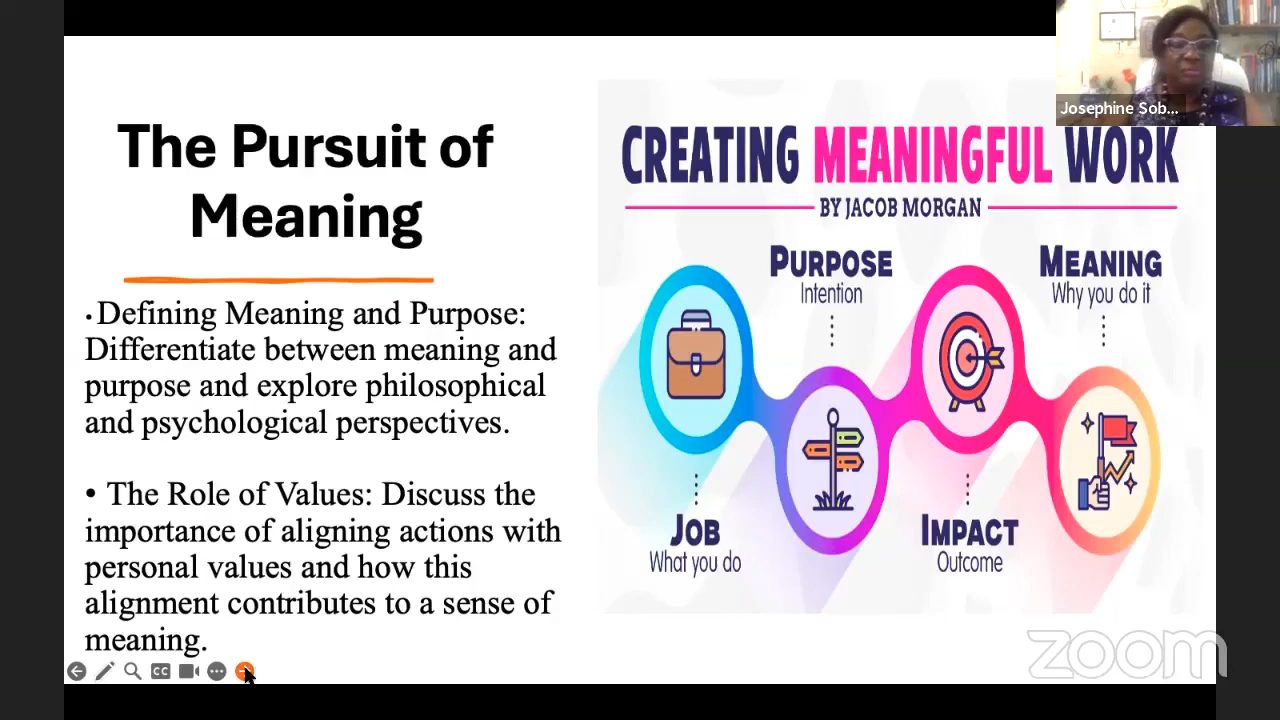 The Pursuit of
Meaning
• Defining Meaning and Purpose:
Differentiate between meaning and
purpose and explore philosophical
and psychological perspectives.
• The Role of Values: Discuss the
importance of aligning actions with
personal values and how this
alignment contributes to a sense of
meaning.
CREATING MEANINGFUL WORK
BY JACOB MORGAN
PURPOSE
Intention
MEANING
Why you do it
JOB
What you do
IMPACT
Outcome
Josephine Sob...
CC
zoom